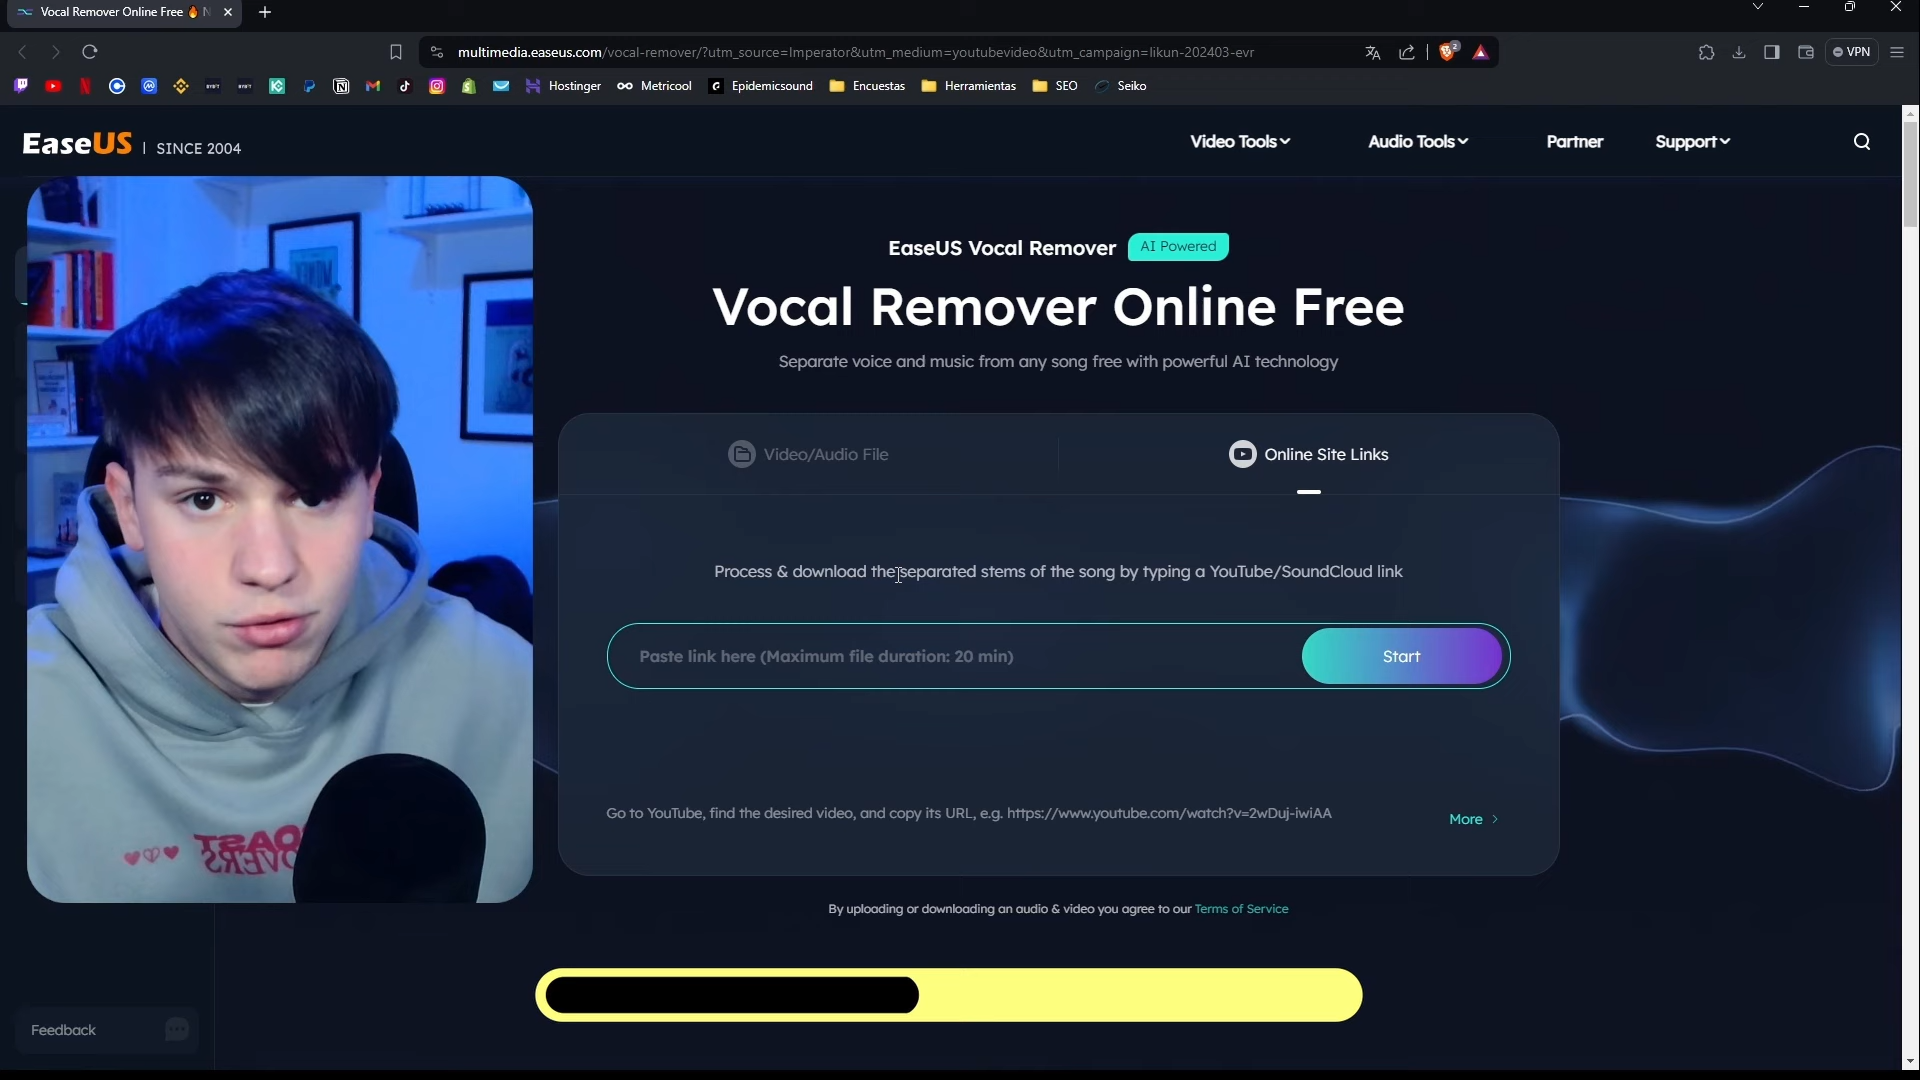 Vocal Remover Online Free 🔥 N
multimedia.easeus.com/vocal-remover/?utm_source=Imperator&utm_medium=youtubevideo&utm_campaign=likun-202403-evr
2
VPN
Hostinger
Metricool
Epidemicsound
Encuestas
Herramientas
SEO
Seiko
EaseUS | SINCE 2004
Video Tools
Audio Tools
Partner
Support
EaseUS Vocal Remover
AI Powered
Vocal Remover Online Free
Separate voice and music from any song free with powerful AI technology
Video/Audio File
Online Site Links
Process & download the separated stems of the song by typing a YouTube/SoundCloud link
Paste link here (Maximum file duration: 20 min)
Start
Go to YouTube, find the desired video, and copy its URL, e.g. https://www.youtube.com/watch?v=2wDuj-iwiAA
More >
By uploading or downloading an audio & video you agree to our Terms of Service
Feedback